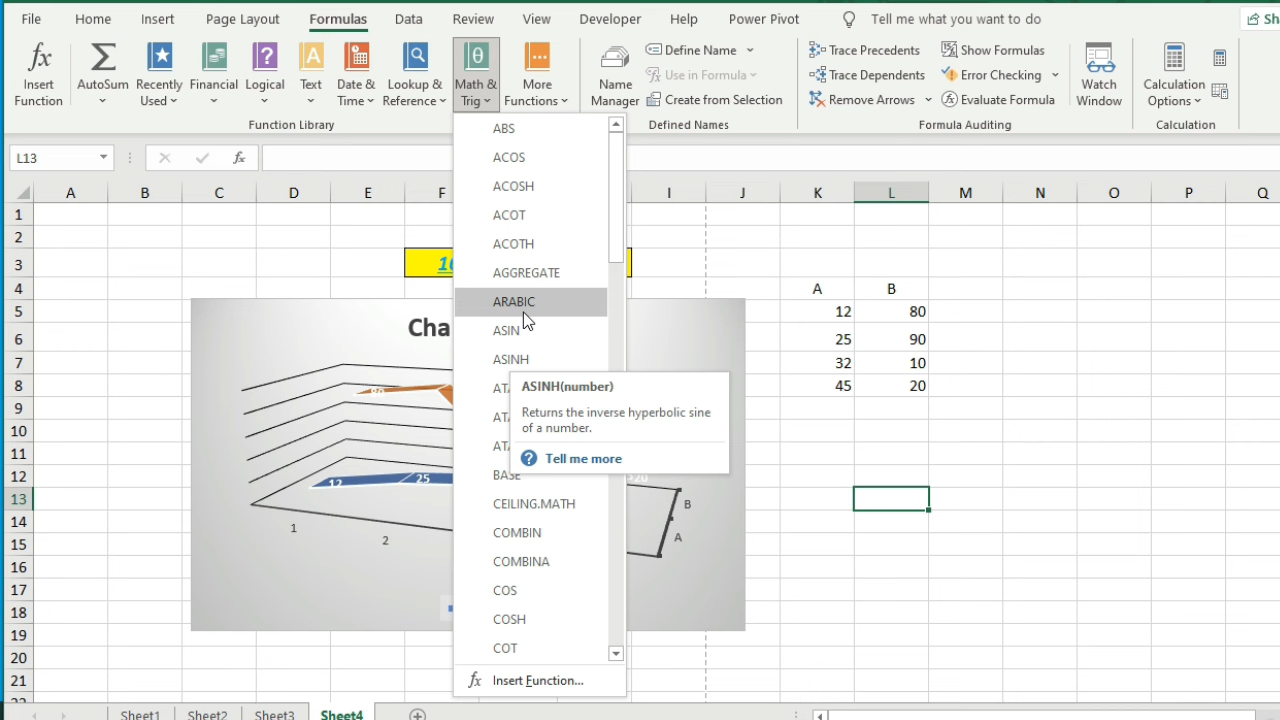 File Home Insert Page Layout Formulas Data Review View Developer Help Power Pivot Tell me what you want to do
Insert Function
AutoSum
Recently Used
Financial
Logical
Text
Date & Time
Lookup & Reference
Math & Trig
More Functions
Function Library
Name Manager
Define Name
Use in Formula
Create from Selection
Defined Names
Trace Precedents
Trace Dependents
Remove Arrows
Show Formulas
Error Checking
Evaluate Formula
Formula Auditing
Watch Window
Calculation Options
Calculation
L13
fx
A B C D E F I J K L M N O P Q
1
2
3
4 A B
5 12 80
6 25 90
7 32 10
8 45 20
9
10
11
12
13
14
15
16
17
18
19
20
21
80
12
25
20
1
2
B
A
ABS
ACOS
ACOSH
ACOT
ACOTH
AGGREGATE
ARABIC
ASIN
ASINH
BASE
CEILING.MATH
COMBIN
COMBINA
COS
COSH
COT
fx Insert Function...
ASINH(number)
Returns the inverse hyperbolic sine
of a number.
? Tell me more
Sheet1 Sheet2 Sheet3 Sheet4